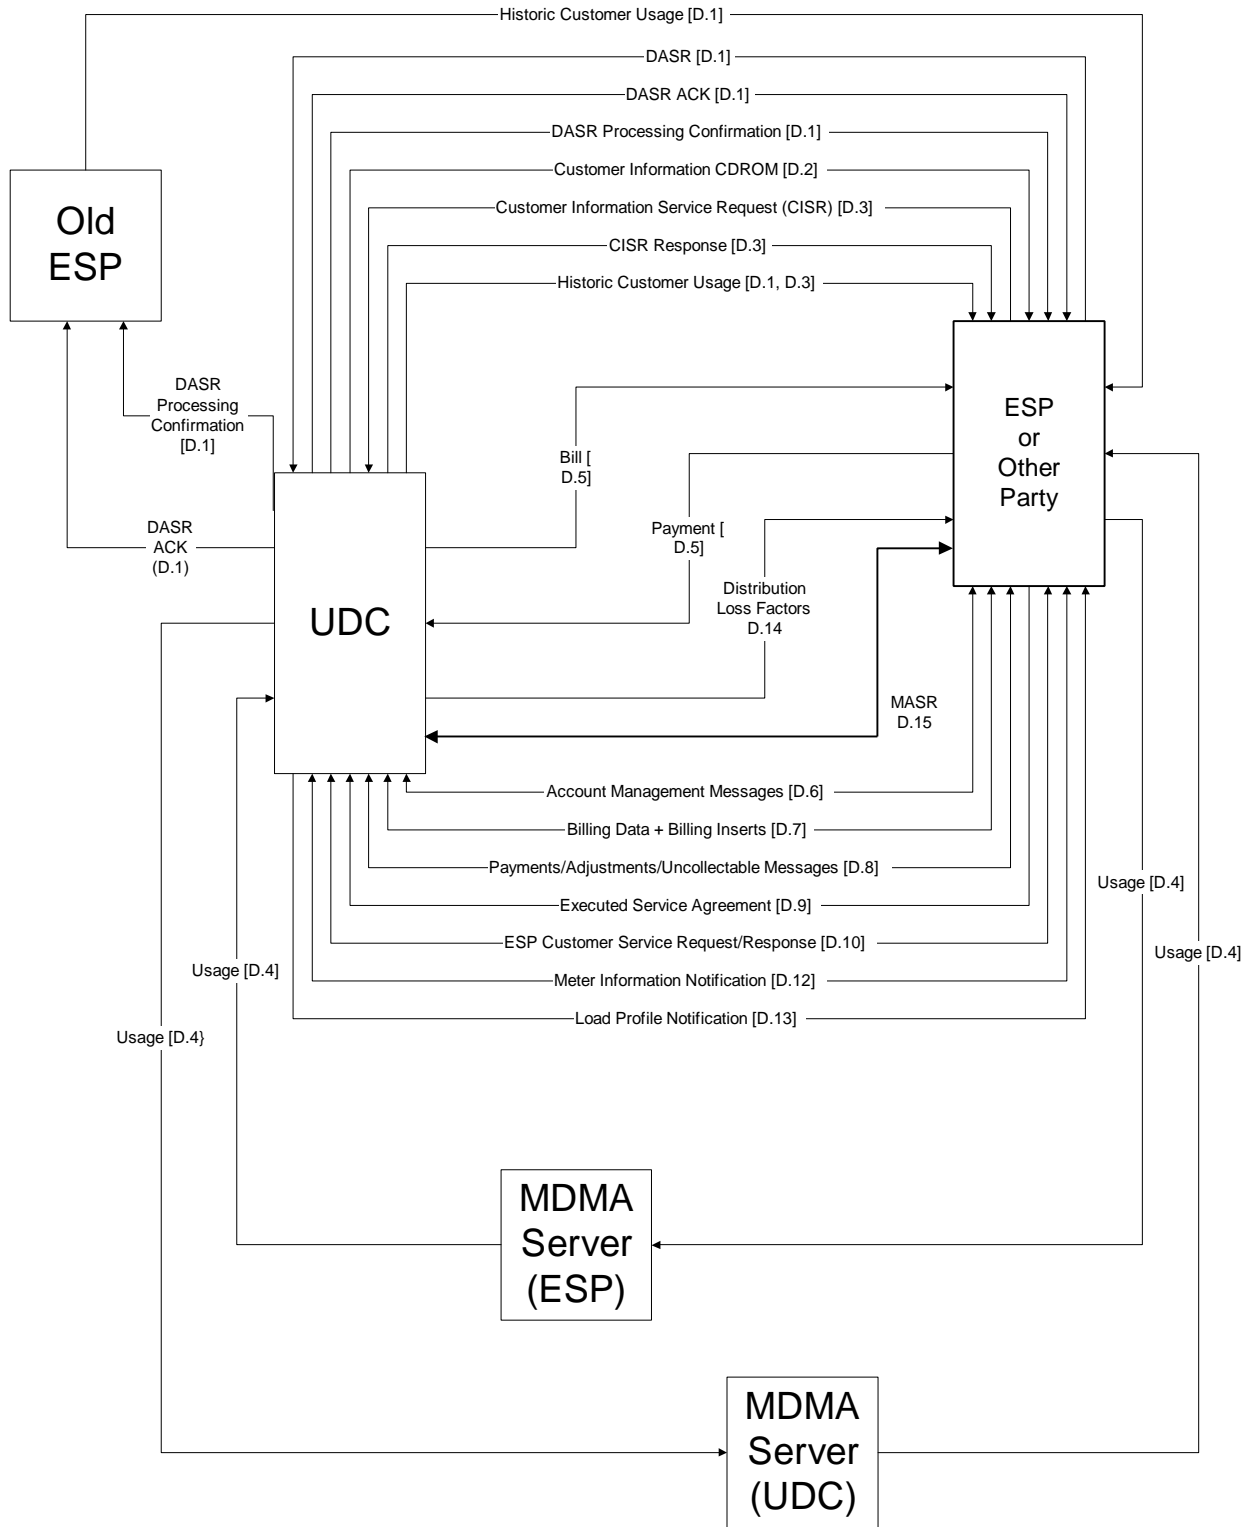 Historic Customer Usage [D.1]
DASR [D.1]
DASR ACK [D.1]
DASR Processing Confirmation [D.1]
Customer Information CDROM [D.2]
Customer Information Service Request (CISR) [D.3]
CISR Response [D.3]
Historic Customer Usage [D.1, D.3]
Old
ESP
DASR
Processing
Confirmation
[D.1]
DASR
ACK
(D.1)
UDC
Bill [
D.5]
Payment [
D.5]
Distribution
Loss Factors
D.14
MASR
D.15
ESP
or
Other
Party
Account Management Messages [D.6]
Billing Data + Billing Inserts [D.7]
Payments/Adjustments/Uncollectable Messages [D.8]
Executed Service Agreement [D.9]
ESP Customer Service Request/Response [D.10]
Meter Information Notification [D.12]
Load Profile Notification [D.13]
Usage [D.4]
Usage [D.4]
Usage [D.4]
Usage [D.4}
MDMA
Server
(ESP)
MDMA
Server
(UDC)